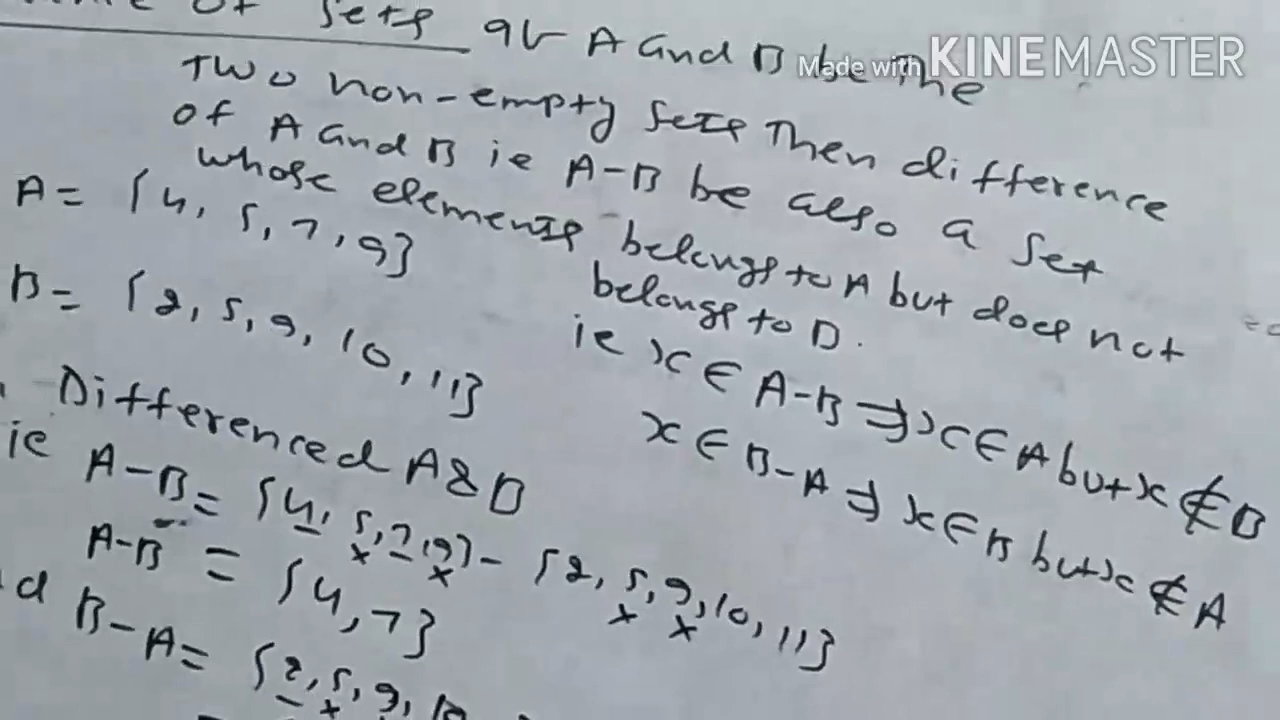 of Sets
If A and B be the
Two non-empty sets Then difference
of A and B ie A-B be also a set
whose elements belongs to A but does not
belongs to B.
A = {4, 5, 7, 9}
B = {2, 5, 9, 10, 11}
ie x ∈ A-B ⇒ x ∈ A but x ∉ B
x ∈ B-A ⇒ x ∈ B but x ∉ A
Differenced A & B
ie A-B = {4, 5, 7, 9} - {2, 5, 9, 10, 11}
A-B = {4, 7}
B-A = {2, 5, 9, 10
Made with KINEMASTER